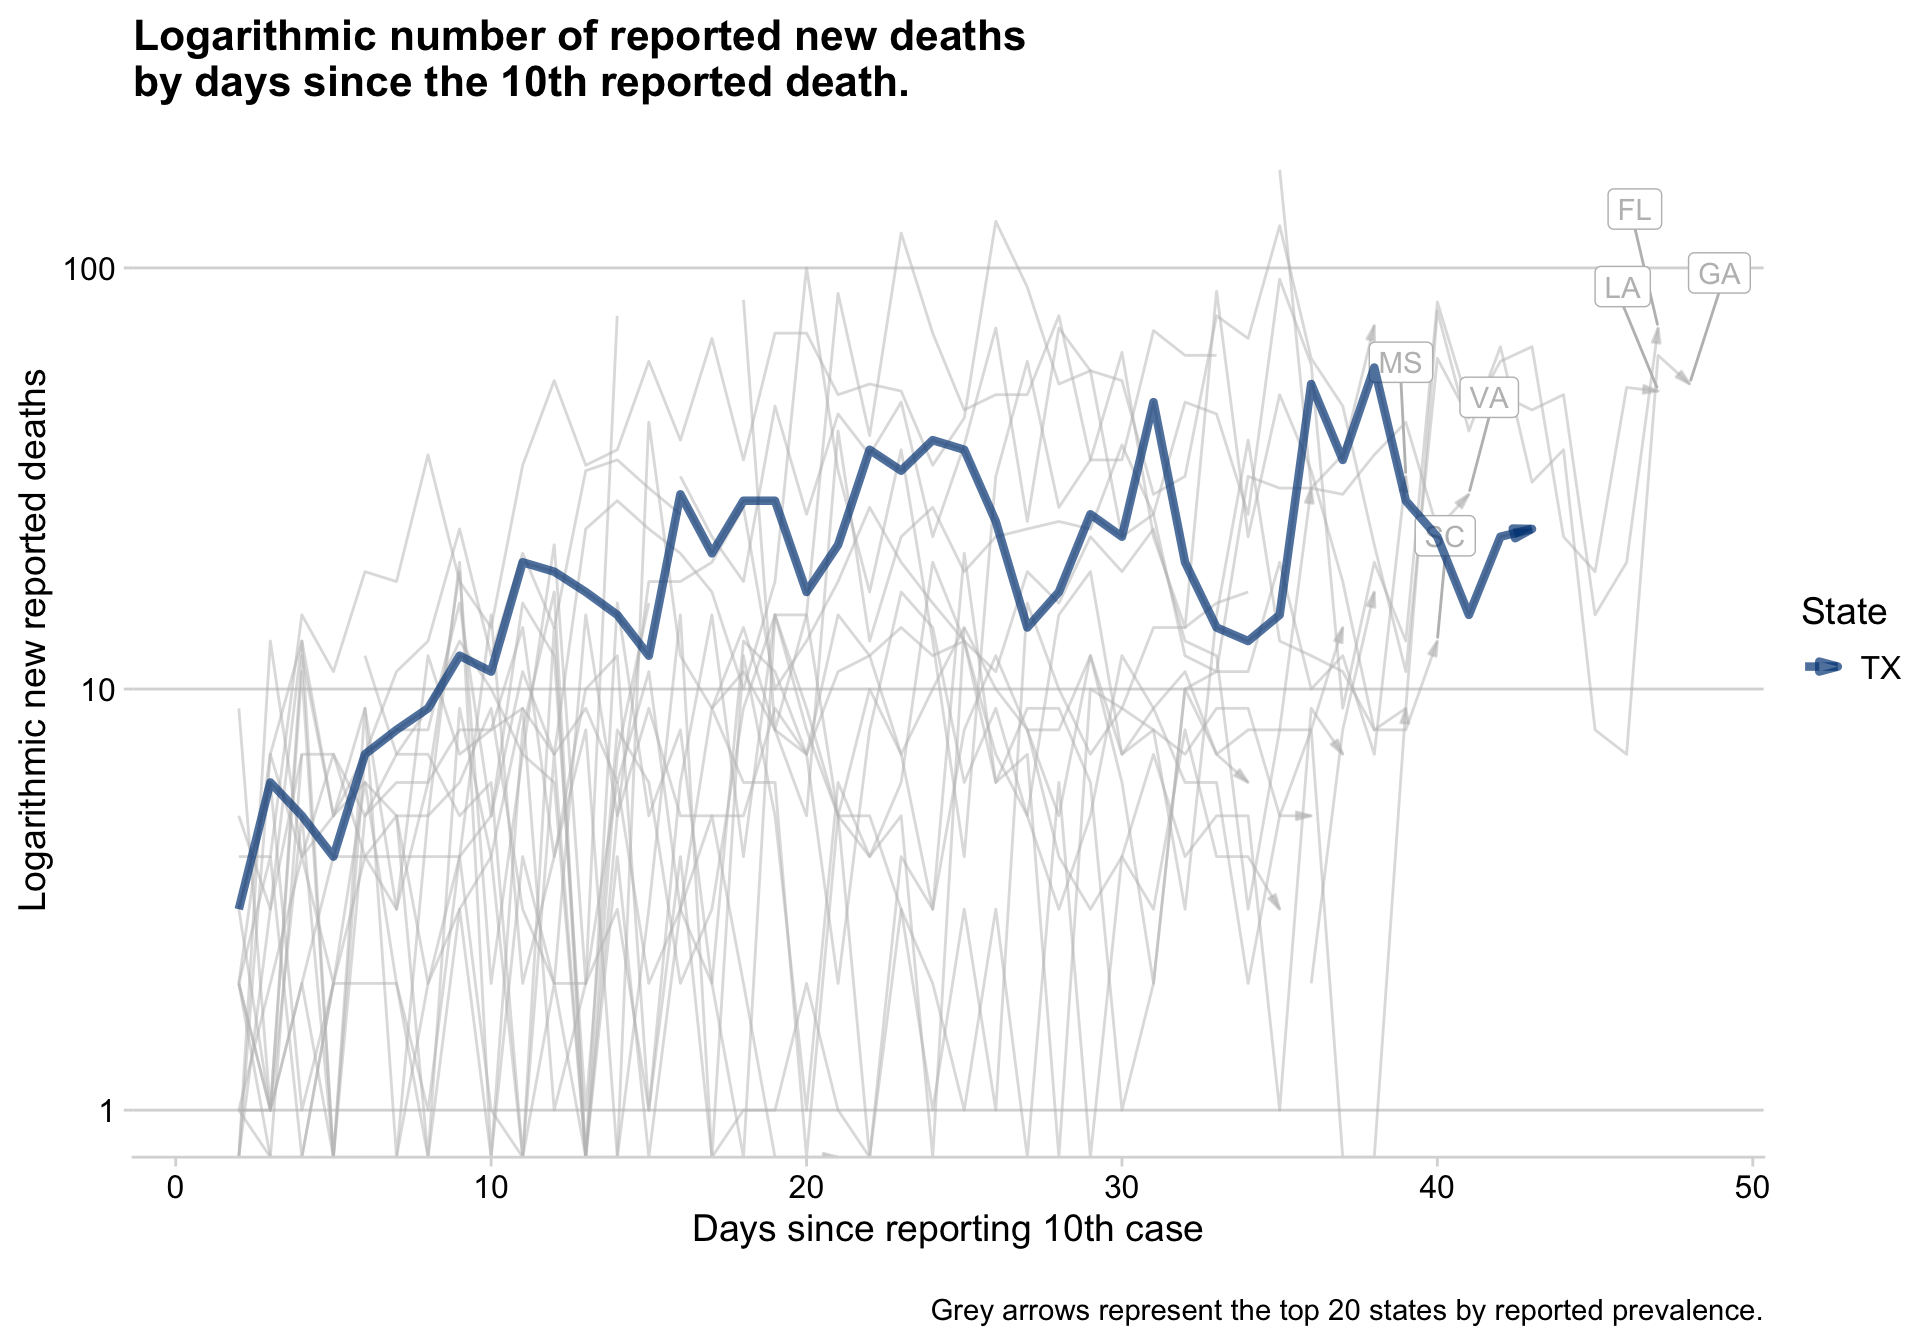 Logarithmic number of reported new deaths
by days since the 10th reported death.
Logarithmic new reported deaths
100
10
1
FL
LA
GA
MS
VA
SC
State
TX
0 10 20 30 40 50
Days since reporting 10th case
Grey arrows represent the top 20 states by reported prevalence.